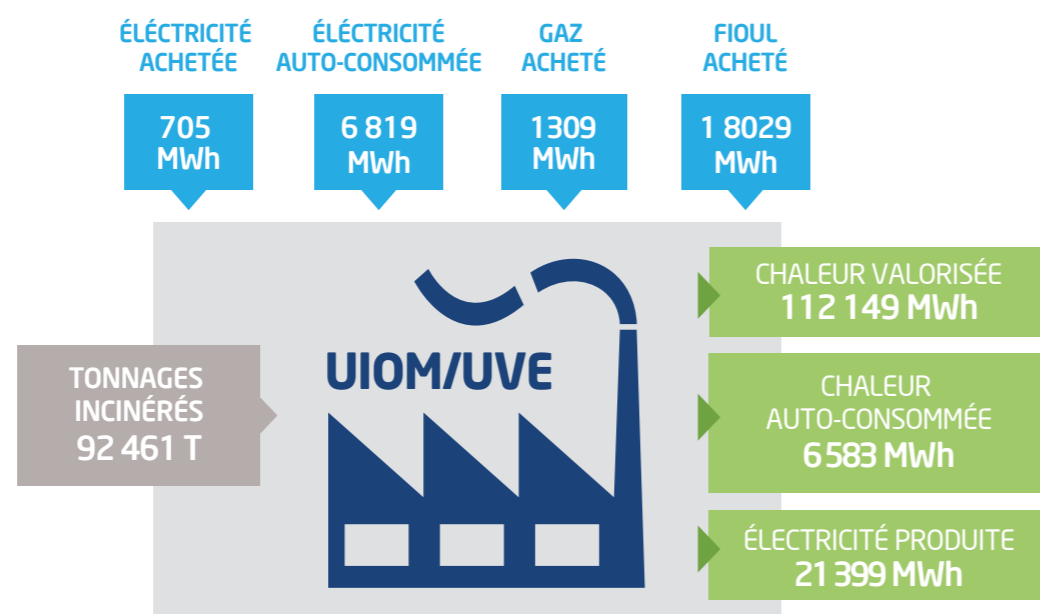 ÉLÉCTRICITÉ
ACHETÉE
ÉLÉCTRICITÉ
AUTO-CONSOMMÉE
GAZ
ACHETÉ
FIOUL
ACHETÉ
705
MWh
6 819
MWh
1309
MWh
1 8029
MWh
TONNAGES
INCINÉRÉS
92 461 T
UIOM/UVE
CHALEUR VALORISÉE
112 149 MWh
CHALEUR
AUTO-CONSOMMÉE
6 583 MWh
ÉLECTRICITÉ PRODUITE
21 399 MWh